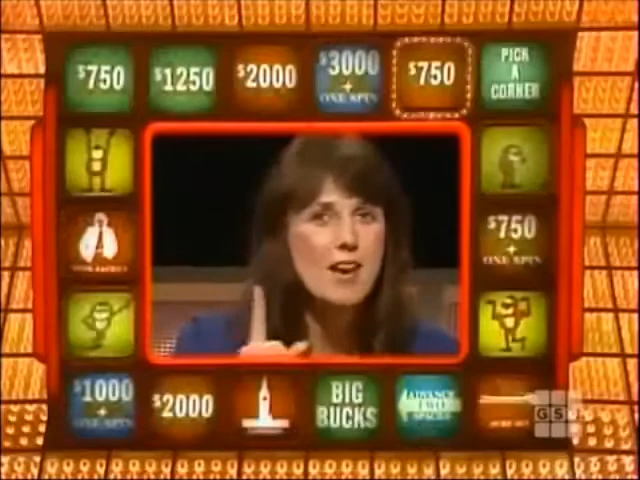 $750
$1250
$2000
$3000
+
ONE SPIN
$750
PICK
A
CORNER
$750
+
ONE SPIN
$1000
+
ONE SPIN
$2000
BIG
BUCKS
ADVANCE
TWO
SPACES
GSN